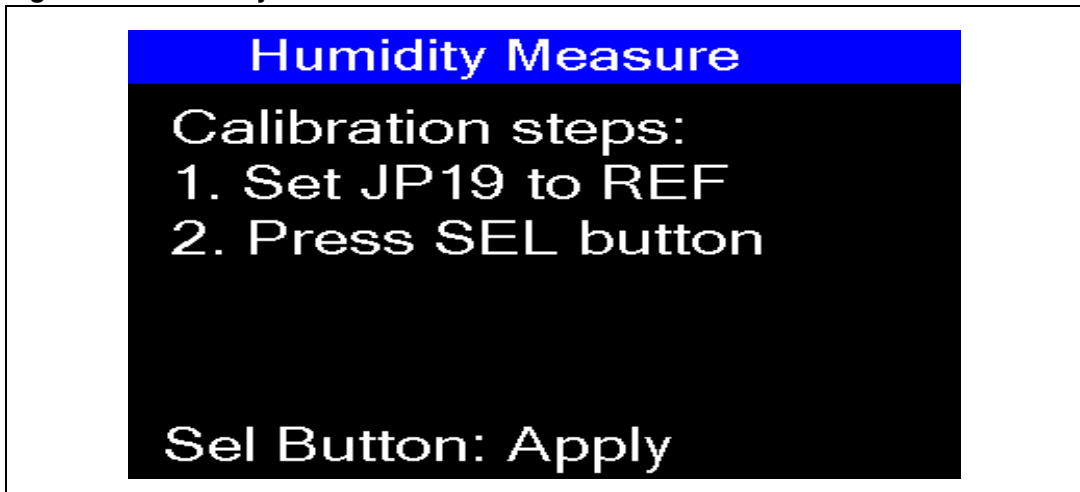 Humidity Measure
Calibration steps:
1. Set JP19 to REF
2. Press SEL button
Sel Button: Apply